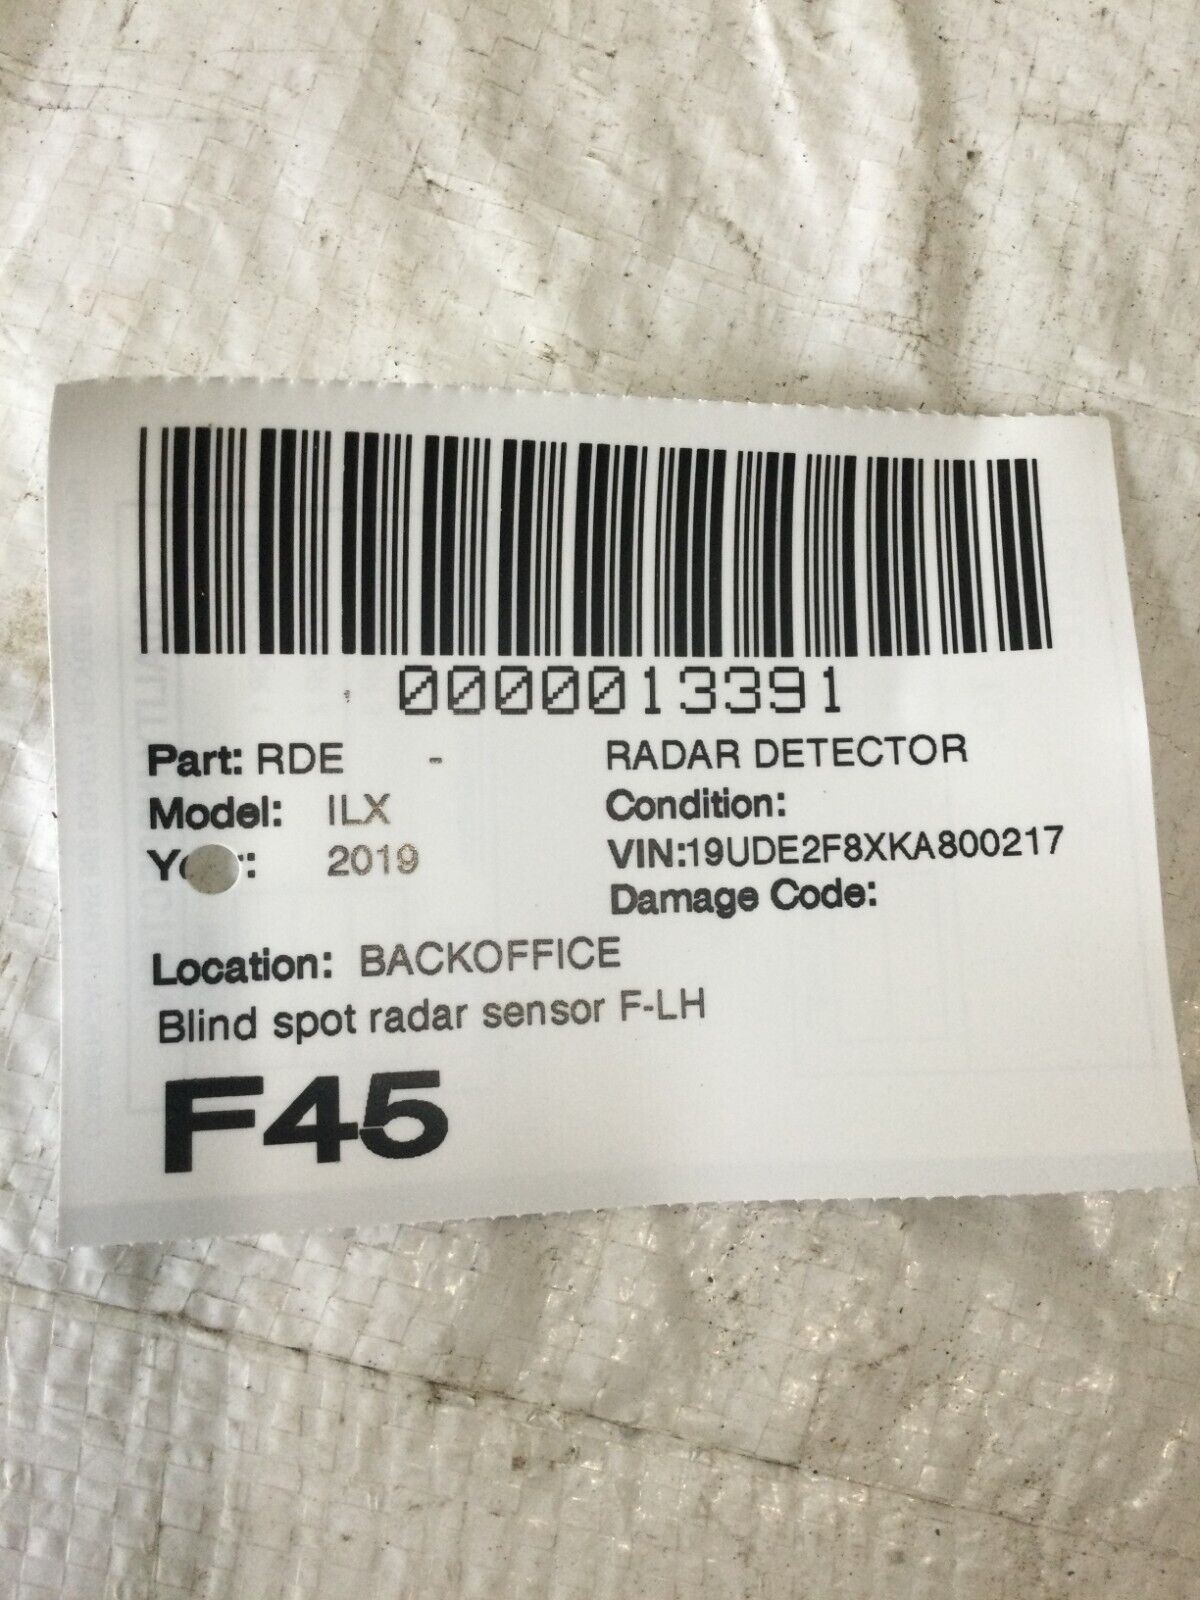 0000013391
Part: RDE - RADAR DETECTOR
Model: ILX Condition:
2019 VIN:19UDE2F8XKA800217
Damage Code:
Location: BACKOFFICE
Blind spot radar sensor F-LH
F45